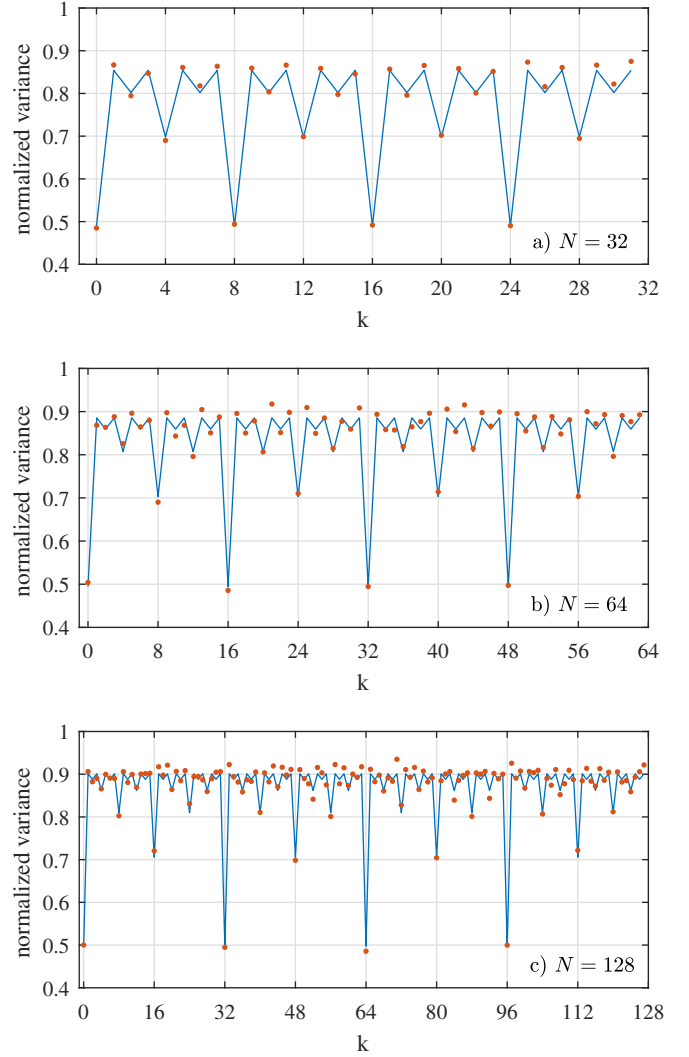 1
0.9
0.8
0.7
0.6
0.5
0.4
normalized variance
a) N = 32
0 4 8 12 16 20 24 28 32
k
1
0.9
0.8
0.7
0.6
0.5
0.4
normalized variance
b) N = 64
0 8 16 24 32 40 48 56 64
k
1
0.9
0.8
0.7
0.6
0.5
0.4
normalized variance
c) N = 128
0 16 32 48 64 80 96 112 128
k